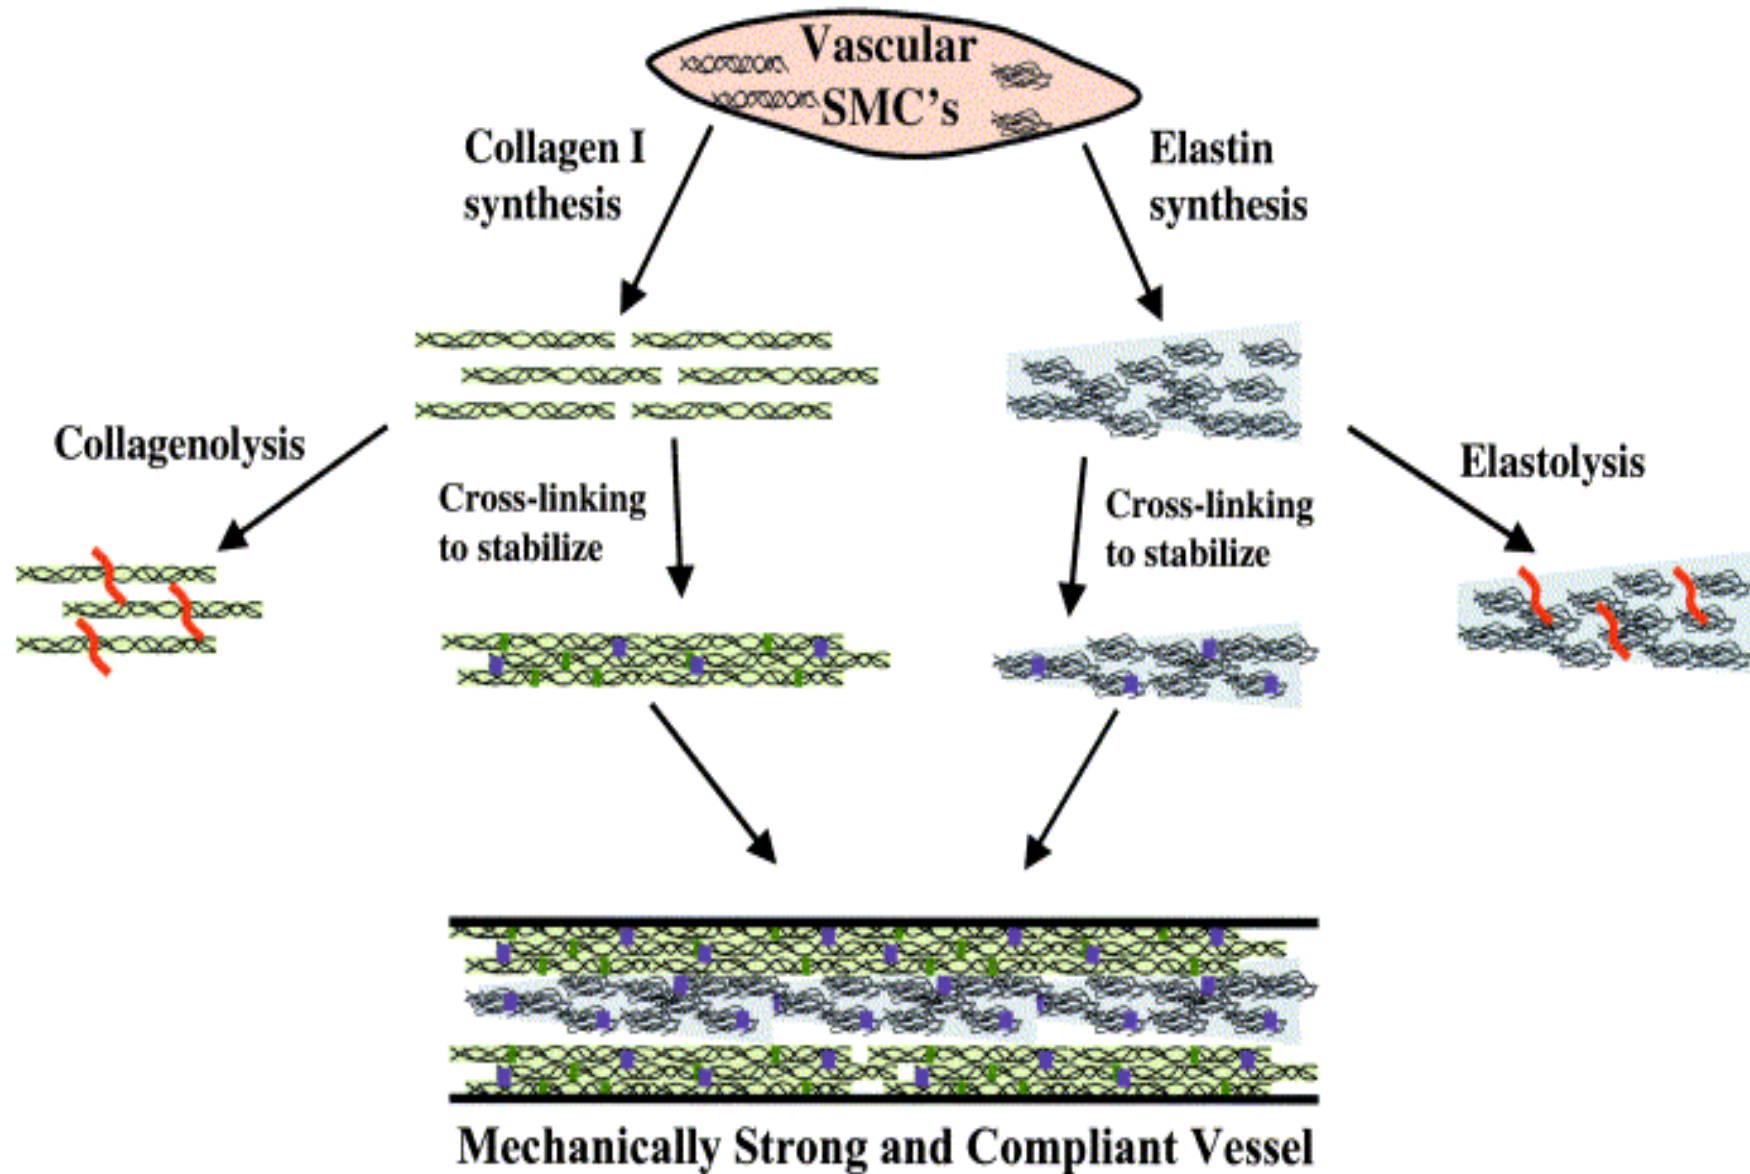 Vascular
SMC's
Collagen I
synthesis
Elastin
synthesis
Collagenolysis
Cross-linking
to stabilize
Cross-linking
to stabilize
Elastolysis
Mechanically Strong and Compliant Vessel